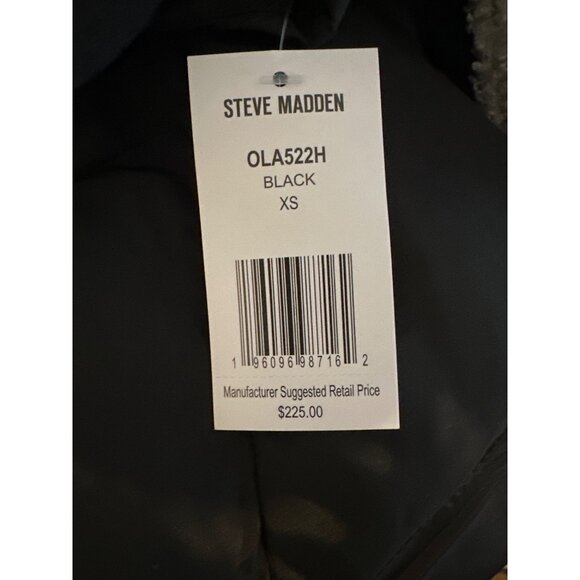 STEVE MADDEN
OLA522H
BLACK
XS
1 96096 98716 2
Manufacturer Suggested Retail Price
$225.00